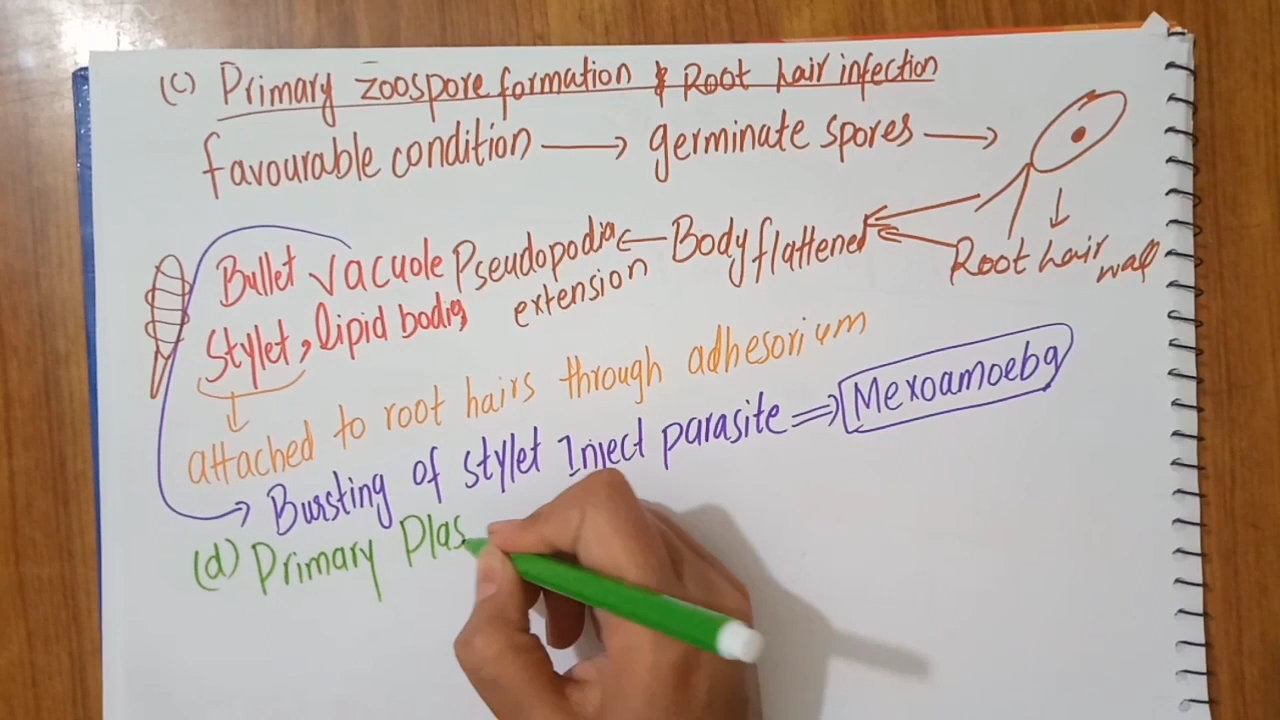 (c) Primary zoospore formation & Root hair infection
favourable condition → germinate spores →
Root hair wall
Bullet vacuole Pseudopodia ← Body flattened
extension
Stylet, lipid bodies
attached to root hairs through adhesorium
→ Bursting of stylet Inject parasite ⇒ Mexoamoeba
(d) Primary Plas